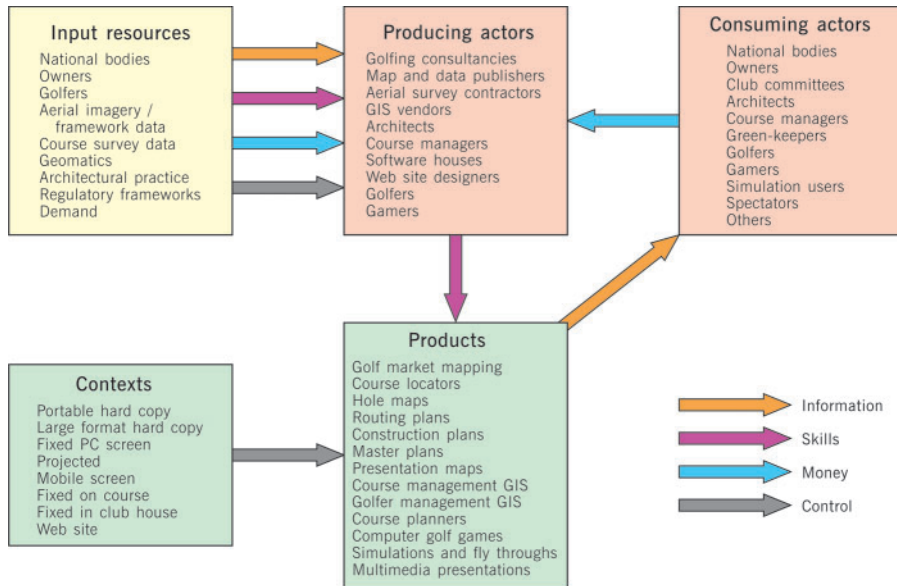 Input resources
National bodies
Owners
Golfers
Aerial imagery /
framework data
Course survey data
Geomatics
Architectural practice
Regulatory frameworks
Demand
Producing actors
Golfing consultancies
Map and data publishers
Aerial survey contractors
GIS vendors
Architects
Course managers
Software houses
Web site designers
Golfers
Gamers
Consuming actors
National bodies
Owners
Club committees
Architects
Course managers
Green-keepers
Golfers
Gamers
Simulation users
Spectators
Others
Contexts
Portable hard copy
Large format hard copy
Fixed PC screen
Projected
Mobile screen
Fixed on course
Fixed in club house
Web site
Products
Golf market mapping
Course locators
Hole maps
Routing plans
Construction plans
Master plans
Presentation maps
Course management GIS
Golfer management GIS
Course planners
Computer golf games
Simulations and fly throughs
Multimedia presentations
Information
Skills
Money
Control